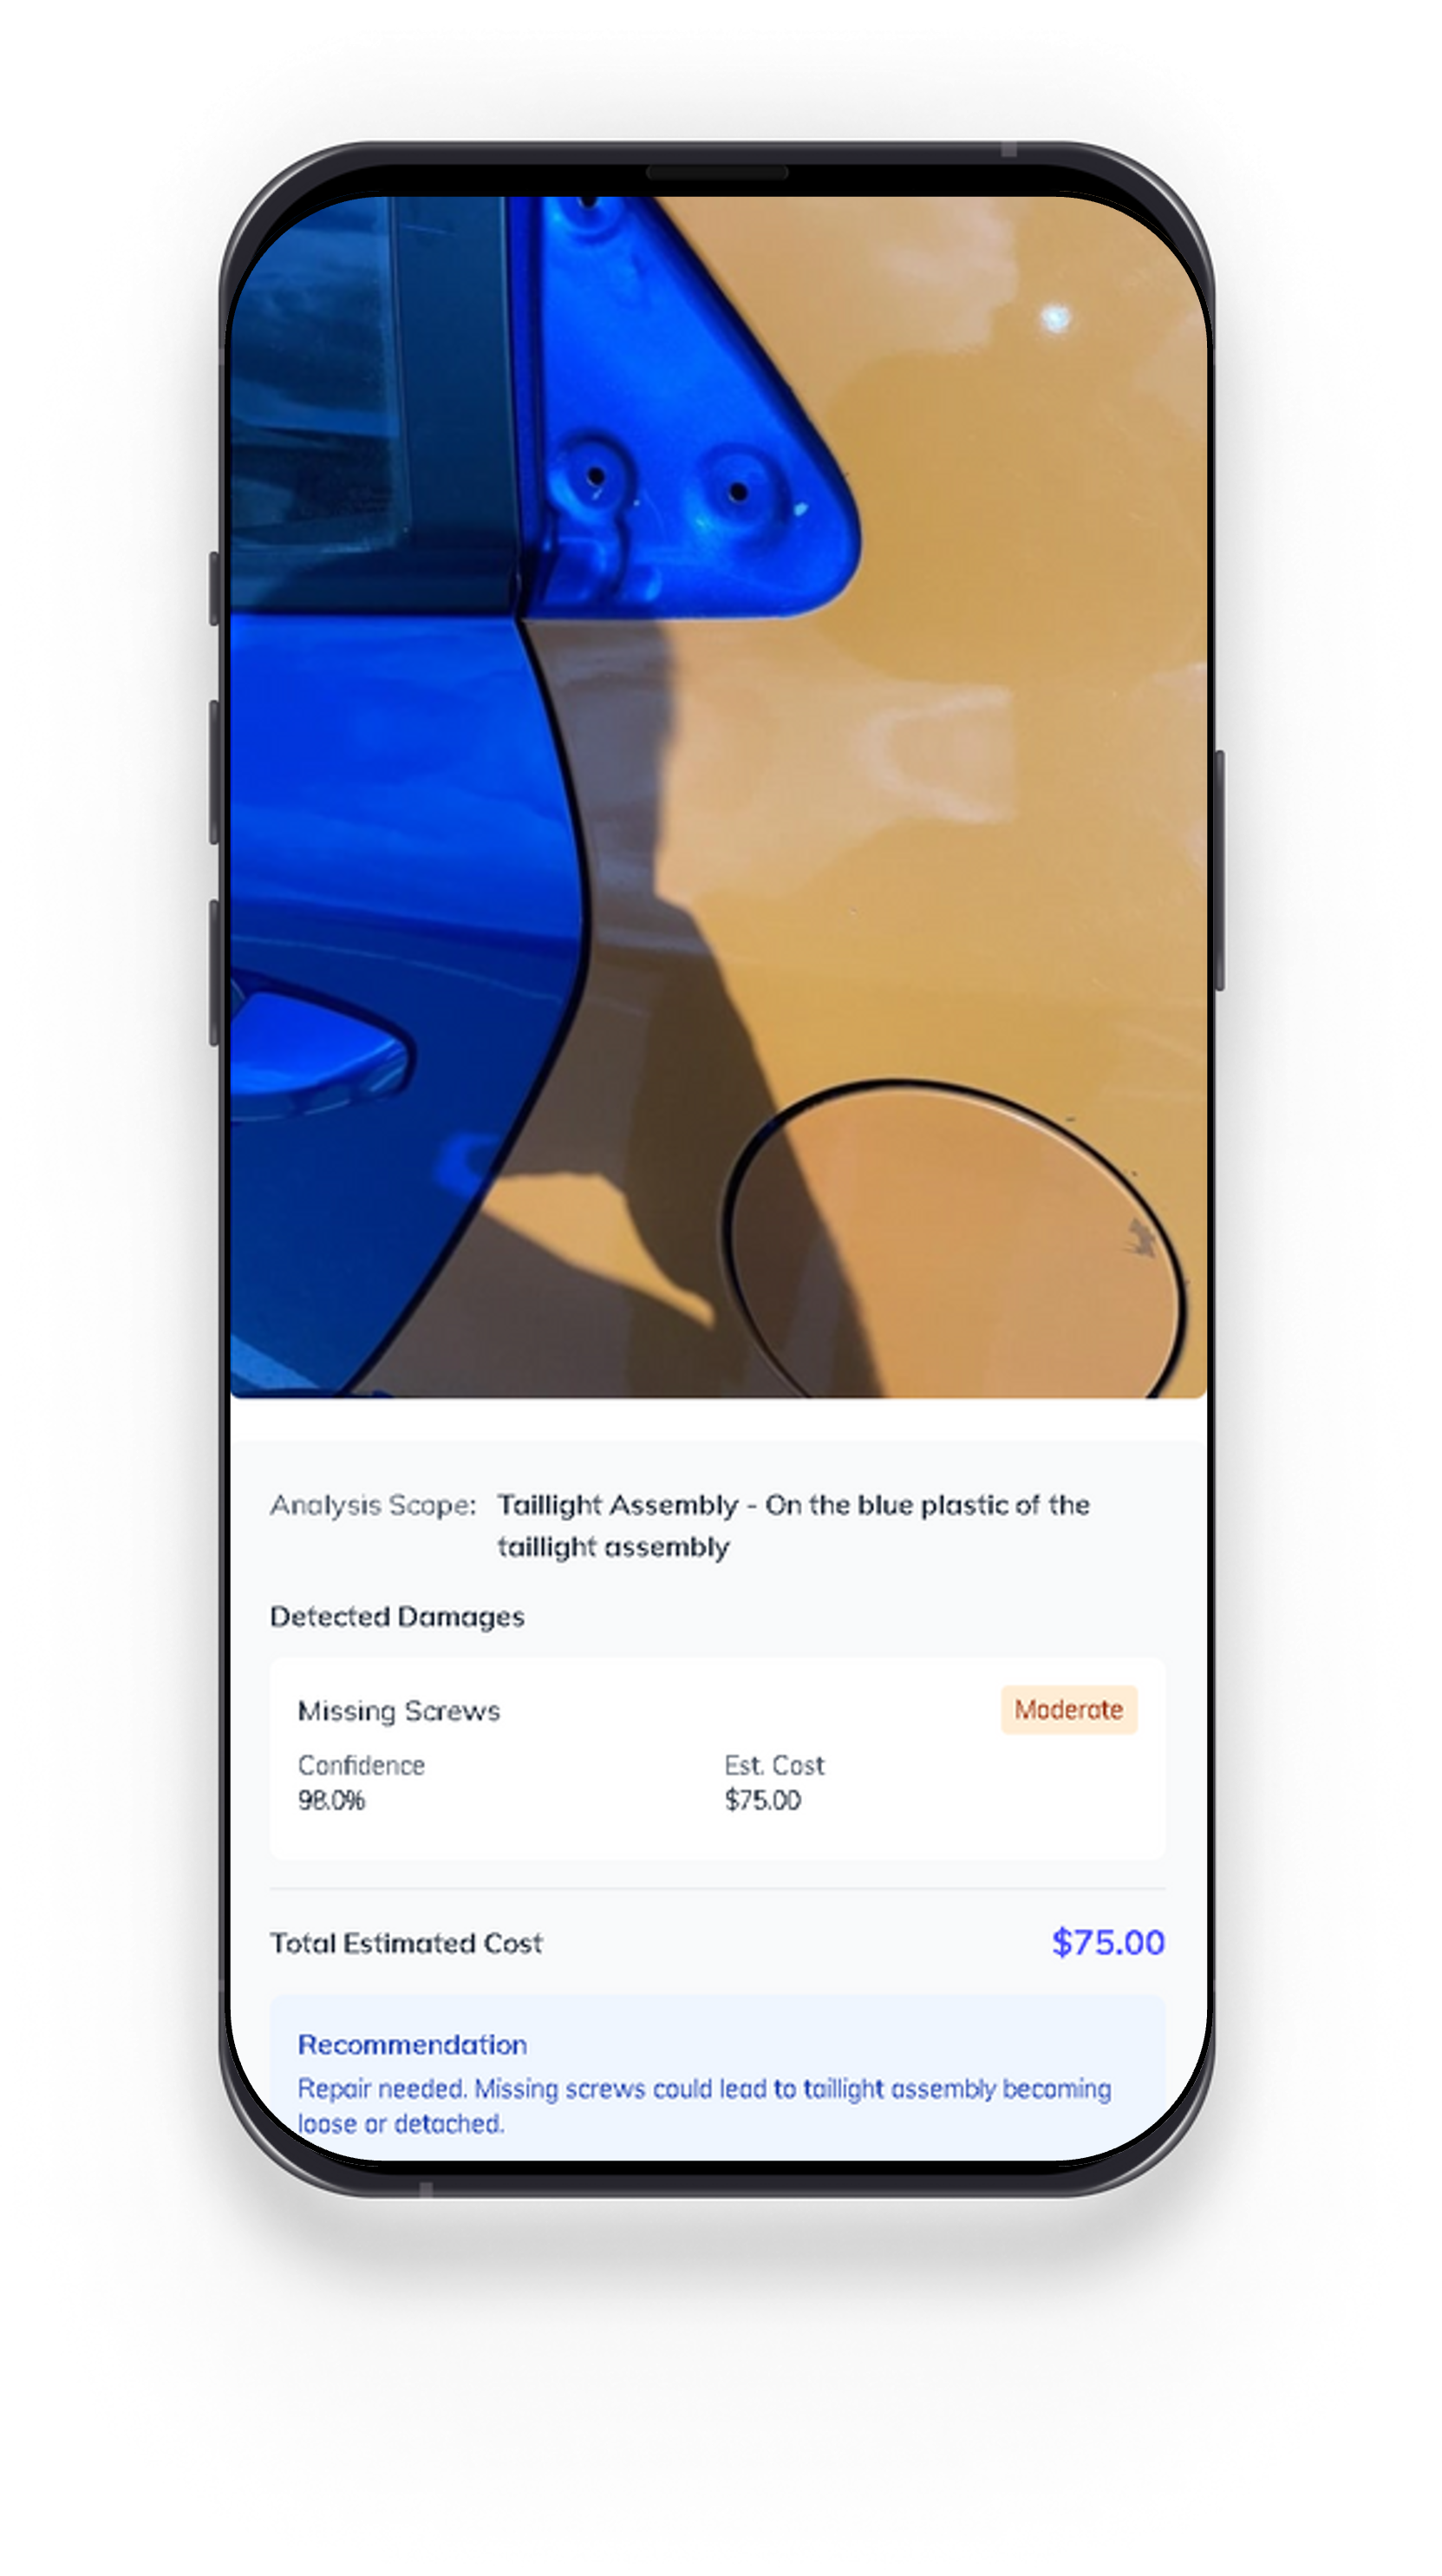 Analysis Scope: Taillight Assembly - On the blue plastic of the
taillight assembly
Detected Damages
Missing Screws Moderate
Confidence Est. Cost
98.0% $75.00
Total Estimated Cost $75.00
Recommendation
Repair needed. Missing screws could lead to taillight assembly becoming
loose or detached.